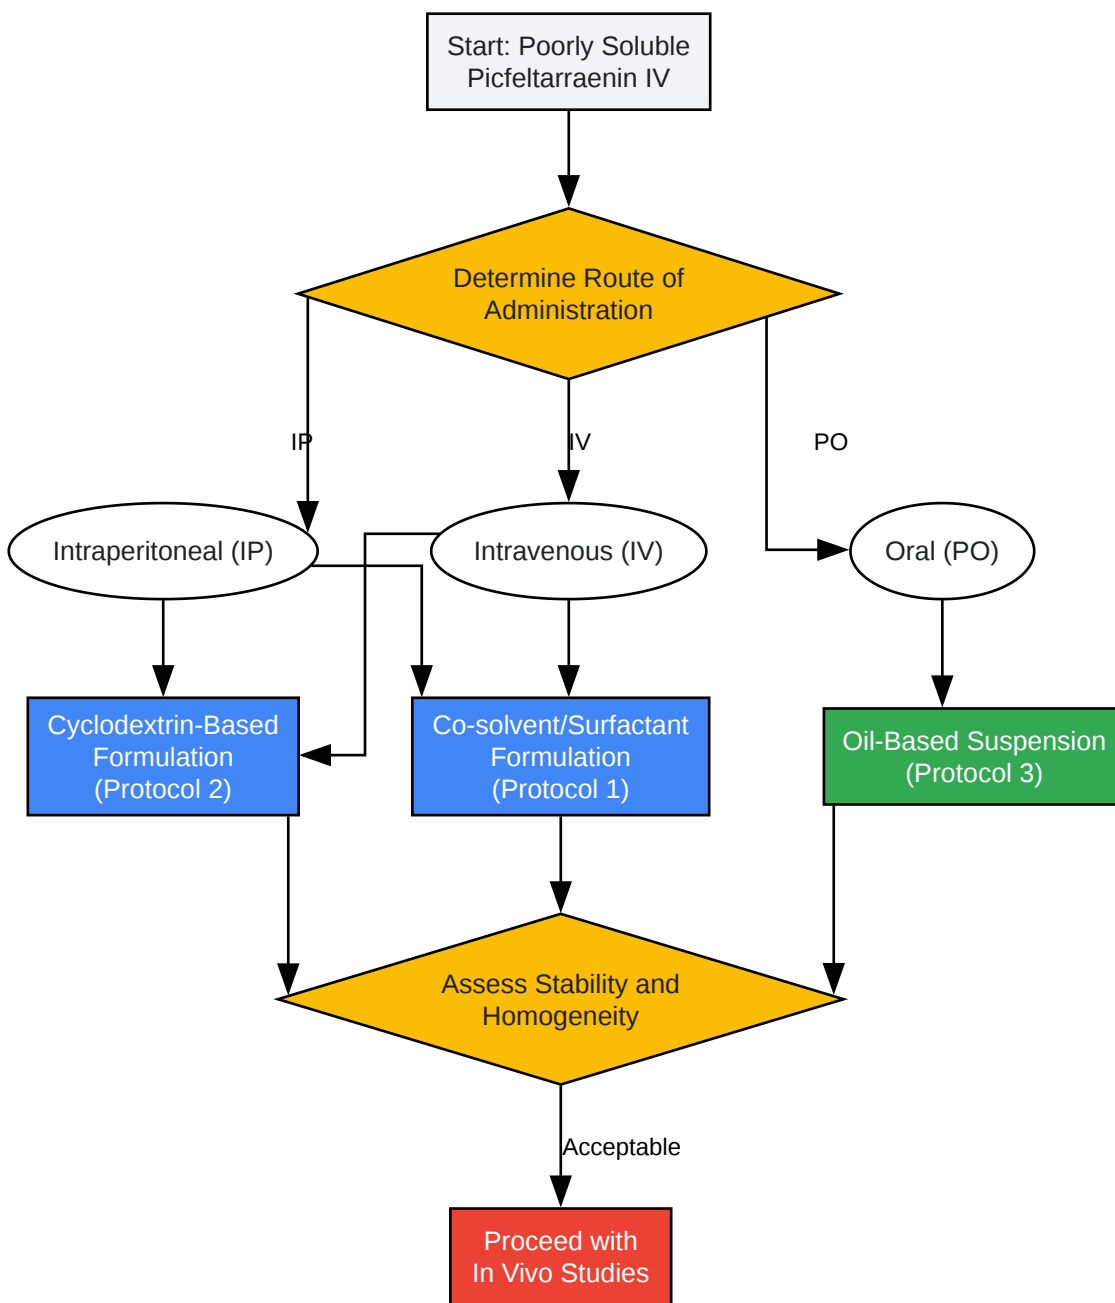 Start: Poorly Soluble
Picfeltarraenin IV
Determine Route of
Administration
IP
IV
PO
Intraperitoneal (IP)
Intravenous (IV)
Oral (PO)
Cyclodextrin-Based
Formulation
(Protocol 2)
Co-solvent/Surfactant
Formulation
(Protocol 1)
Oil-Based Suspension
(Protocol 3)
Assess Stability and
Homogeneity
Acceptable
Proceed with
In Vivo Studies